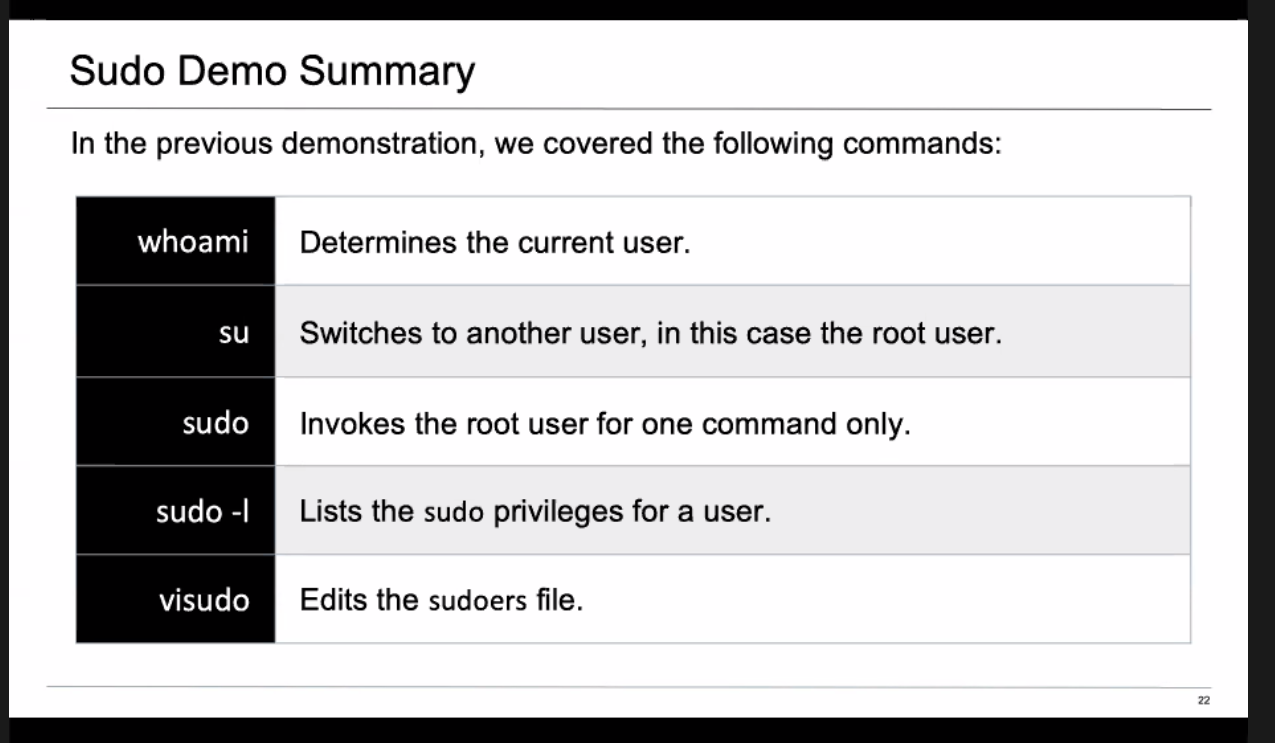 Sudo Demo Summary
In the previous demonstration, we covered the following commands:
whoami Determines the current user.
su Switches to another user, in this case the root user.
sudo Invokes the root user for one command only.
sudo -l Lists the sudo privileges for a user.
visudo Edits the sudoers file.
22